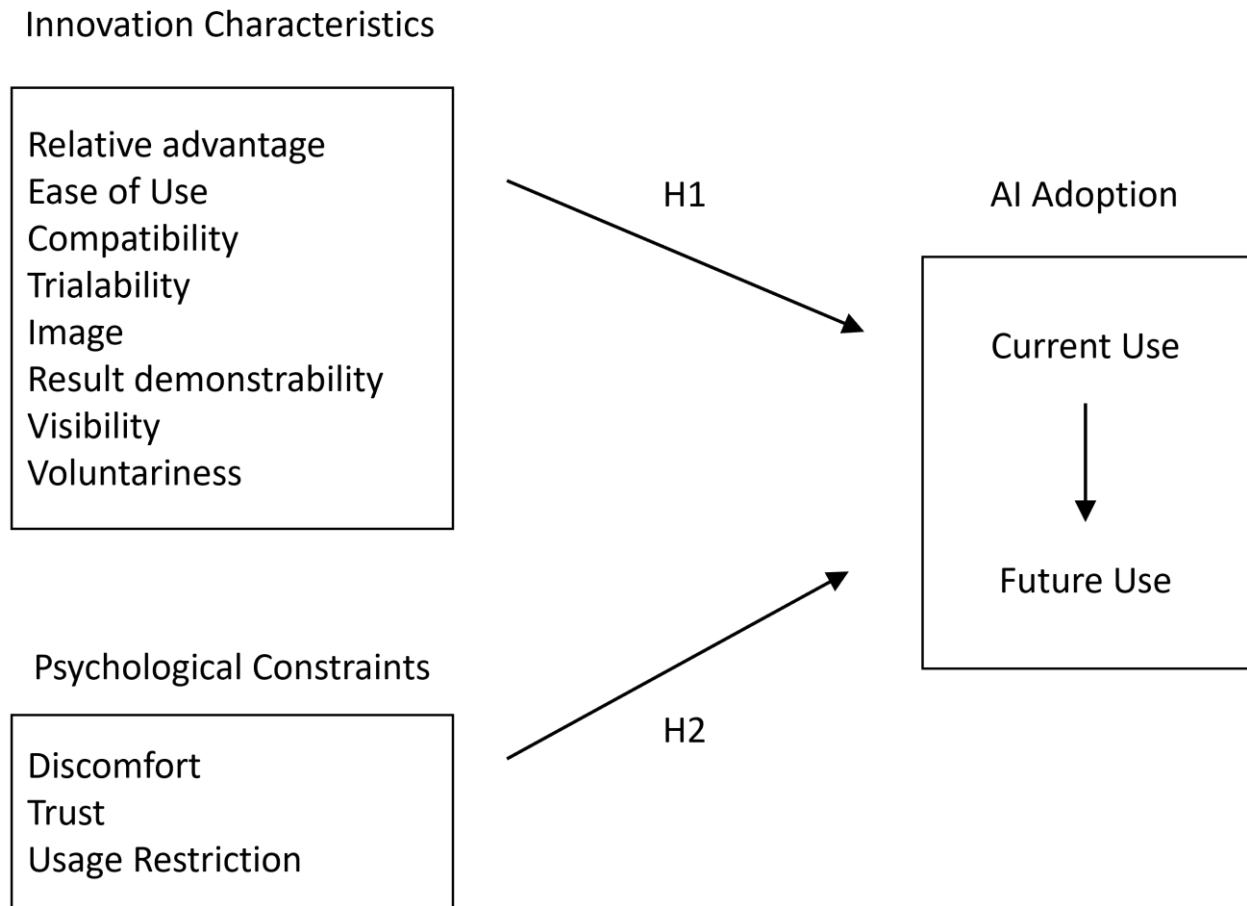 Innovation Characteristics
Relative advantage
Ease of Use
Compatibility
Trialability
Image
Result demonstrability
Visibility
Voluntariness
H1
AI Adoption
Current Use
Future Use
Psychological Constraints
Discomfort
Trust
Usage Restriction
H2